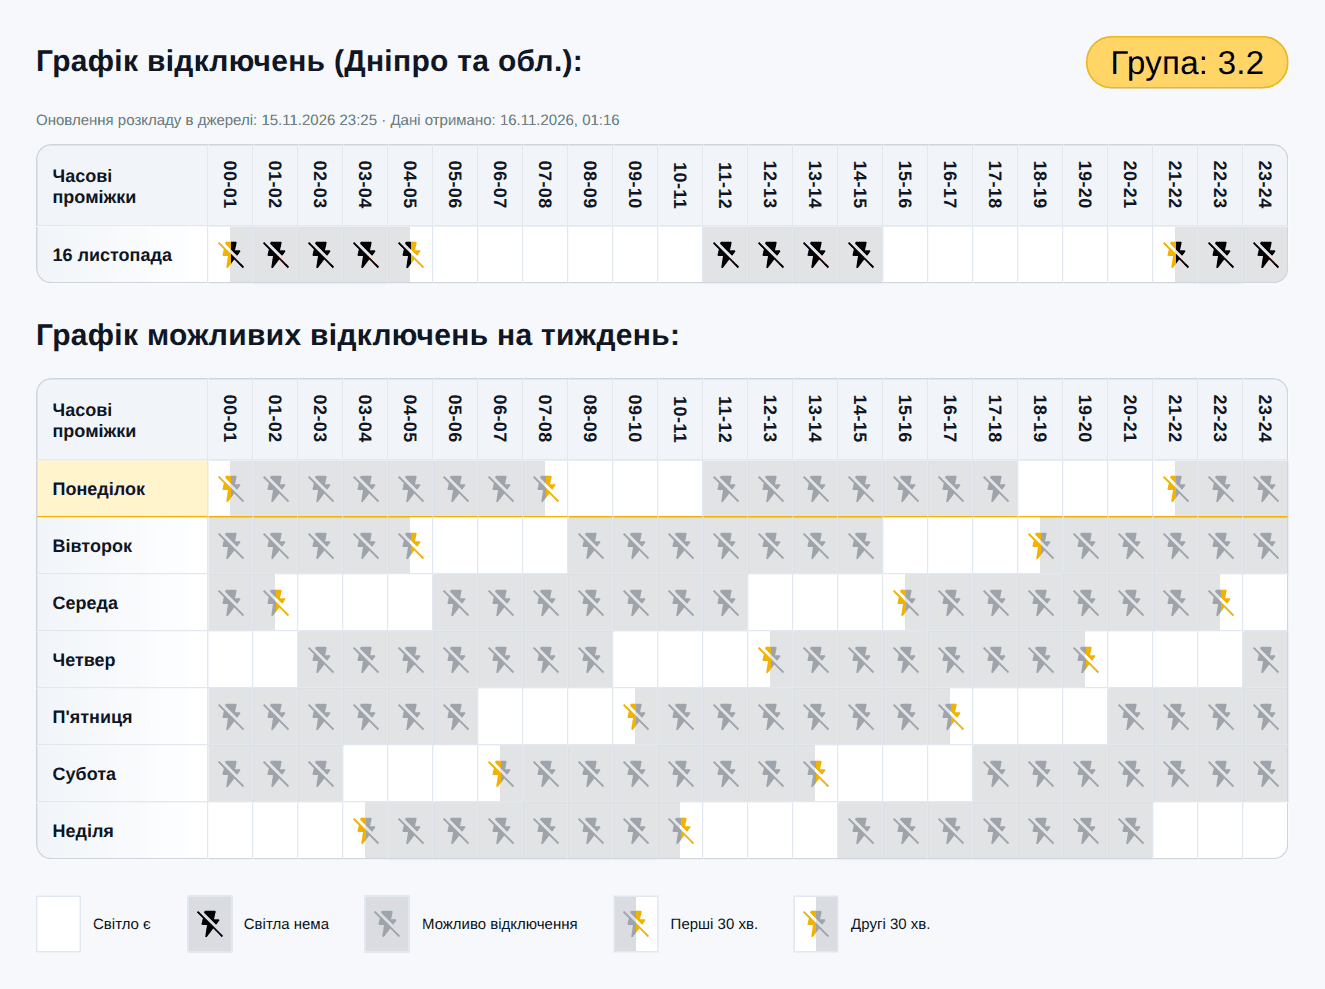 Графік відключень (Дніпро та обл.):
Група: 3.2
Оновлення розкладу в джерелі: 15.11.2026 23:25 · Дані отримано: 16.11.2026, 01:16
Часові
проміжки
00-01 01-02 02-03 03-04 04-05 05-06 06-07 07-08 08-09 09-10 10-11 11-12 12-13 13-14 14-15 15-16 16-17 17-18 18-19 19-20 20-21 21-22 22-23 23-24
16 листопада
Графік можливих відключень на тиждень:
Часові
проміжки
00-01 01-02 02-03 03-04 04-05 05-06 06-07 07-08 08-09 09-10 10-11 11-12 12-13 13-14 14-15 15-16 16-17 17-18 18-19 19-20 20-21 21-22 22-23 23-24
Понеділок
Вівторок
Середа
Четвер
П'ятниця
Субота
Неділя
Світло є
Світла нема
Можливо відключення
Перші 30 хв.
Другі 30 хв.